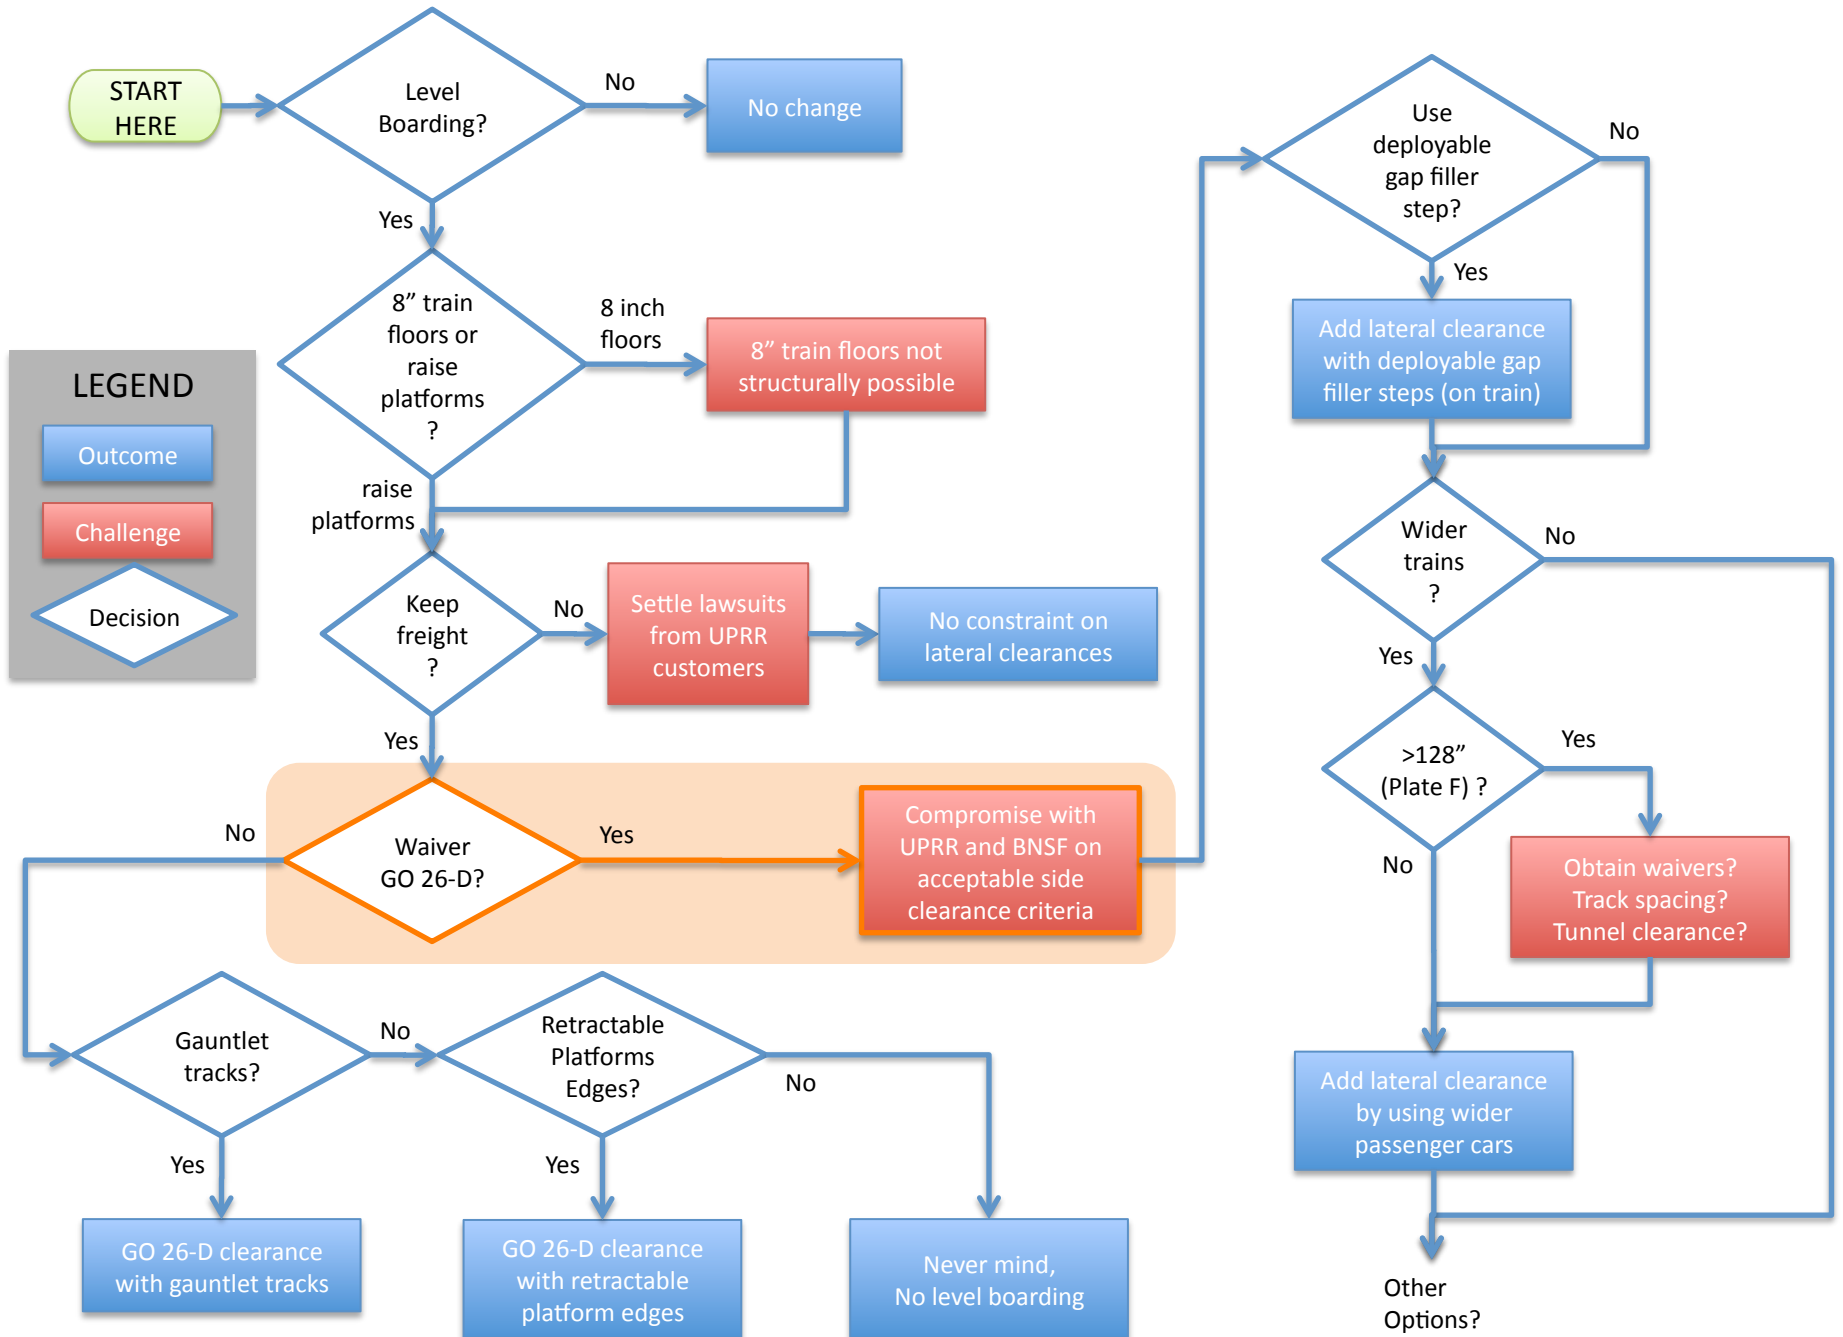 START
HERE
Level
Boarding?
No
No change
Yes
8” train
floors or
raise
platforms
?
8 inch
floors
8” train floors not
structurally possible
raise
platforms
LEGEND
Outcome
Challenge
Decision
Keep
freight
?
No
Settle lawsuits
from UPRR
customers
No constraint on
lateral clearances
Yes
Waiver
GO 26-D?
No
Yes
Compromise with
UPRR and BNSF on
acceptable side
clearance criteria
Gauntlet
tracks?
No
Retractable
Platforms
Edges?
No
Yes
Yes
GO 26-D clearance
with gauntlet tracks
GO 26-D clearance
with retractable
platform edges
Never mind,
No level boarding
Use
deployable
gap filler
step?
No
Yes
Add lateral clearance
with deployable gap
filler steps (on train)
Wider
trains
?
No
Yes
>128”
(Plate F) ?
Yes
No
Obtain waivers?
Track spacing?
Tunnel clearance?
Add lateral clearance
by using wider
passenger cars
Other
Options?